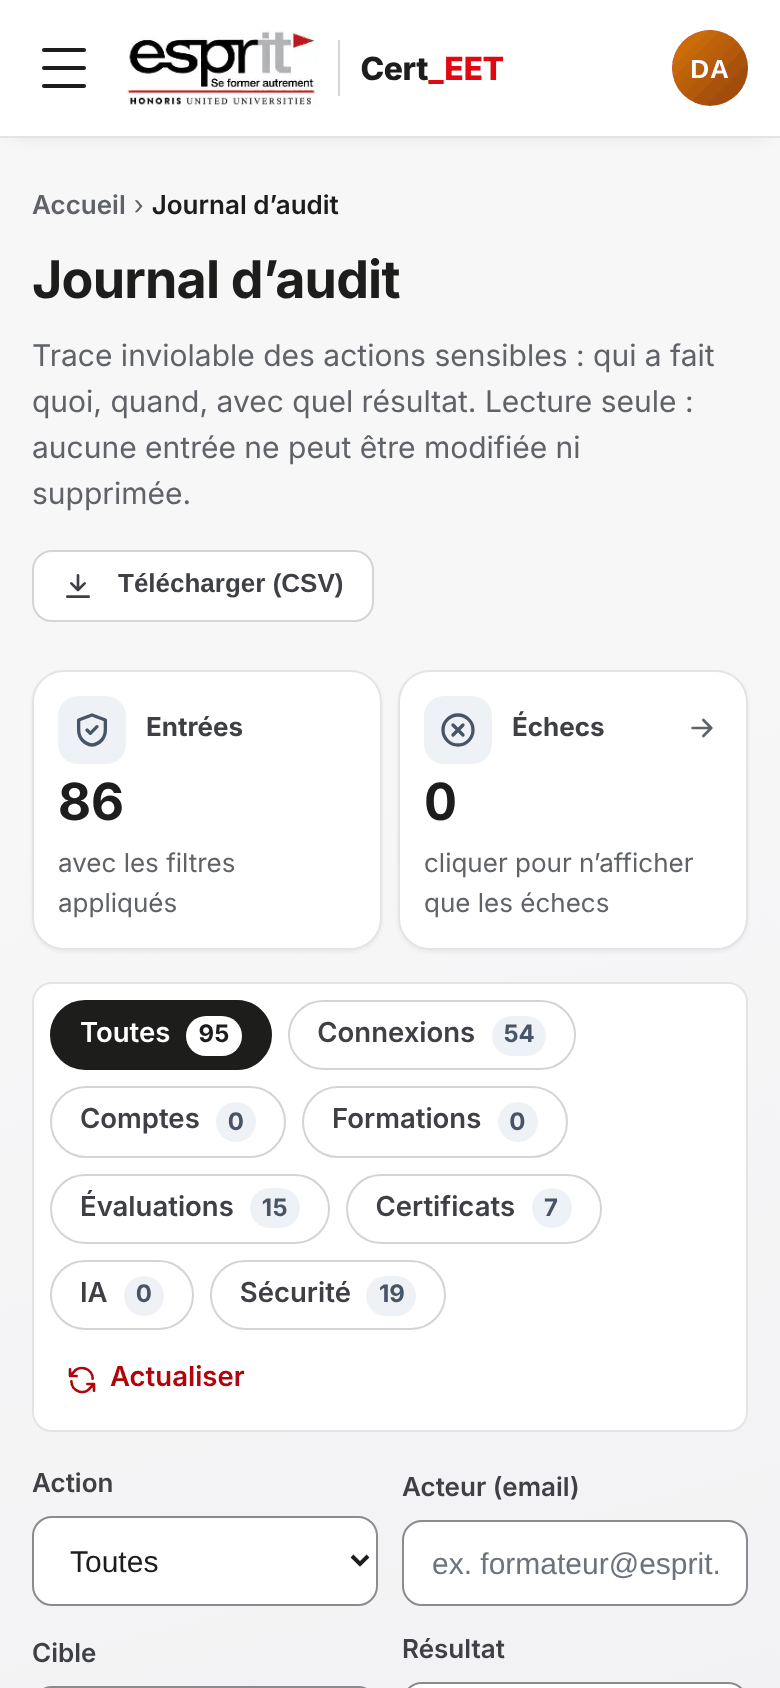 esprit
Se former autrement
HONORIS UNITED UNIVERSITIES
Cert_EET
DA
Accueil › Journal d’audit
Journal d’audit
Trace inviolable des actions sensibles : qui a fait
quoi, quand, avec quel résultat. Lecture seule :
aucune entrée ne peut être modifiée ni
supprimée.
Télécharger (CSV)
Entrées
86
avec les filtres
appliqués
Échecs
0
cliquer pour n’afficher
que les échecs
Toutes 95
Connexions 54
Comptes 0
Formations 0
Évaluations 15
Certificats 7
IA 0
Sécurité 19
Actualiser
Action
Toutes
Acteur (email)
ex. formateur@esprit.
Cible
Résultat